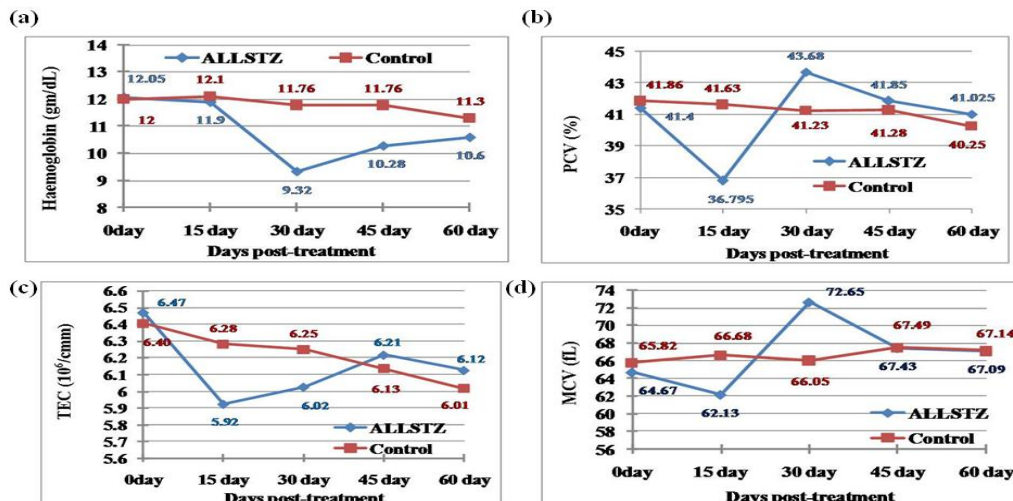 (a)
Haemoglobin (gm/dL)
14
13
12
11
10
9
8
ALLSTZ
Control
12.05
12.1
11.76
11.76
11.3
12
11.9
9.32
10.28
10.6
0day
15 day
30 day
45 day
60 day
Days post-treatment
(b)
PCV (%)
45
43
41
39
37
35
43.68
41.86
41.63
41.85
41.025
41.4
41.23
41.28
40.25
36.795
ALLSTZ
Control
0day
15 day
30 day
45 day
60 day
Days post-treatment
(c)
TEC (10⁶/cmm)
6.6
6.5
6.4
6.3
6.2
6.1
6
5.9
5.8
5.7
5.6
6.47
6.40
6.28
6.25
6.21
6.12
5.92
6.02
6.13
6.01
ALLSTZ
Control
0day
15 day
30 day
45 day
60 day
Days post-treatment
(d)
MCV (fL)
74
72
70
68
66
64
62
60
58
56
72.65
65.82
66.68
67.49
67.14
64.67
62.13
66.05
67.43
67.09
ALLSTZ
Control
0day
15 day
30 day
45 day
60 day
Days post-treatment